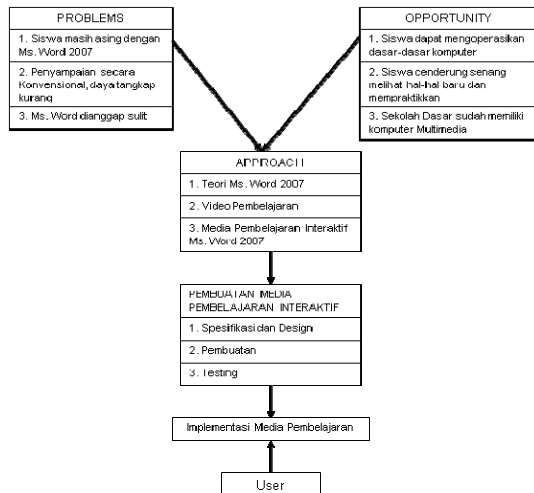 PROBLEMS
1. Siswa masih asing dengan
Ms. Word 2007
2. Penyampaian secara
Konvensional, daya tangkap
kurang
3. Ms. Word dianggap sulit
OPPORTUNITY
1. Siswa dapat mengoperasikan
dasar-dasar komputer
2. Siswa cenderung senang
melihat hal-hal baru dan
mempraktikkan
3. Sekolah Dasar sudah memiliki
komputer Multimedia
APPROACH
1. Teori Ms. Word 2007
2. Video Pembelajaran
3. Media Pembelajaran Interaktif
Ms. Word 2007
PEMBUATAN MEDIA
PEMBELAJARAN INTERAKTIF
1. Spesifikasi dan Design
2. Pembuatan
3. Testing
Implementasi Media Pembelajaran
User